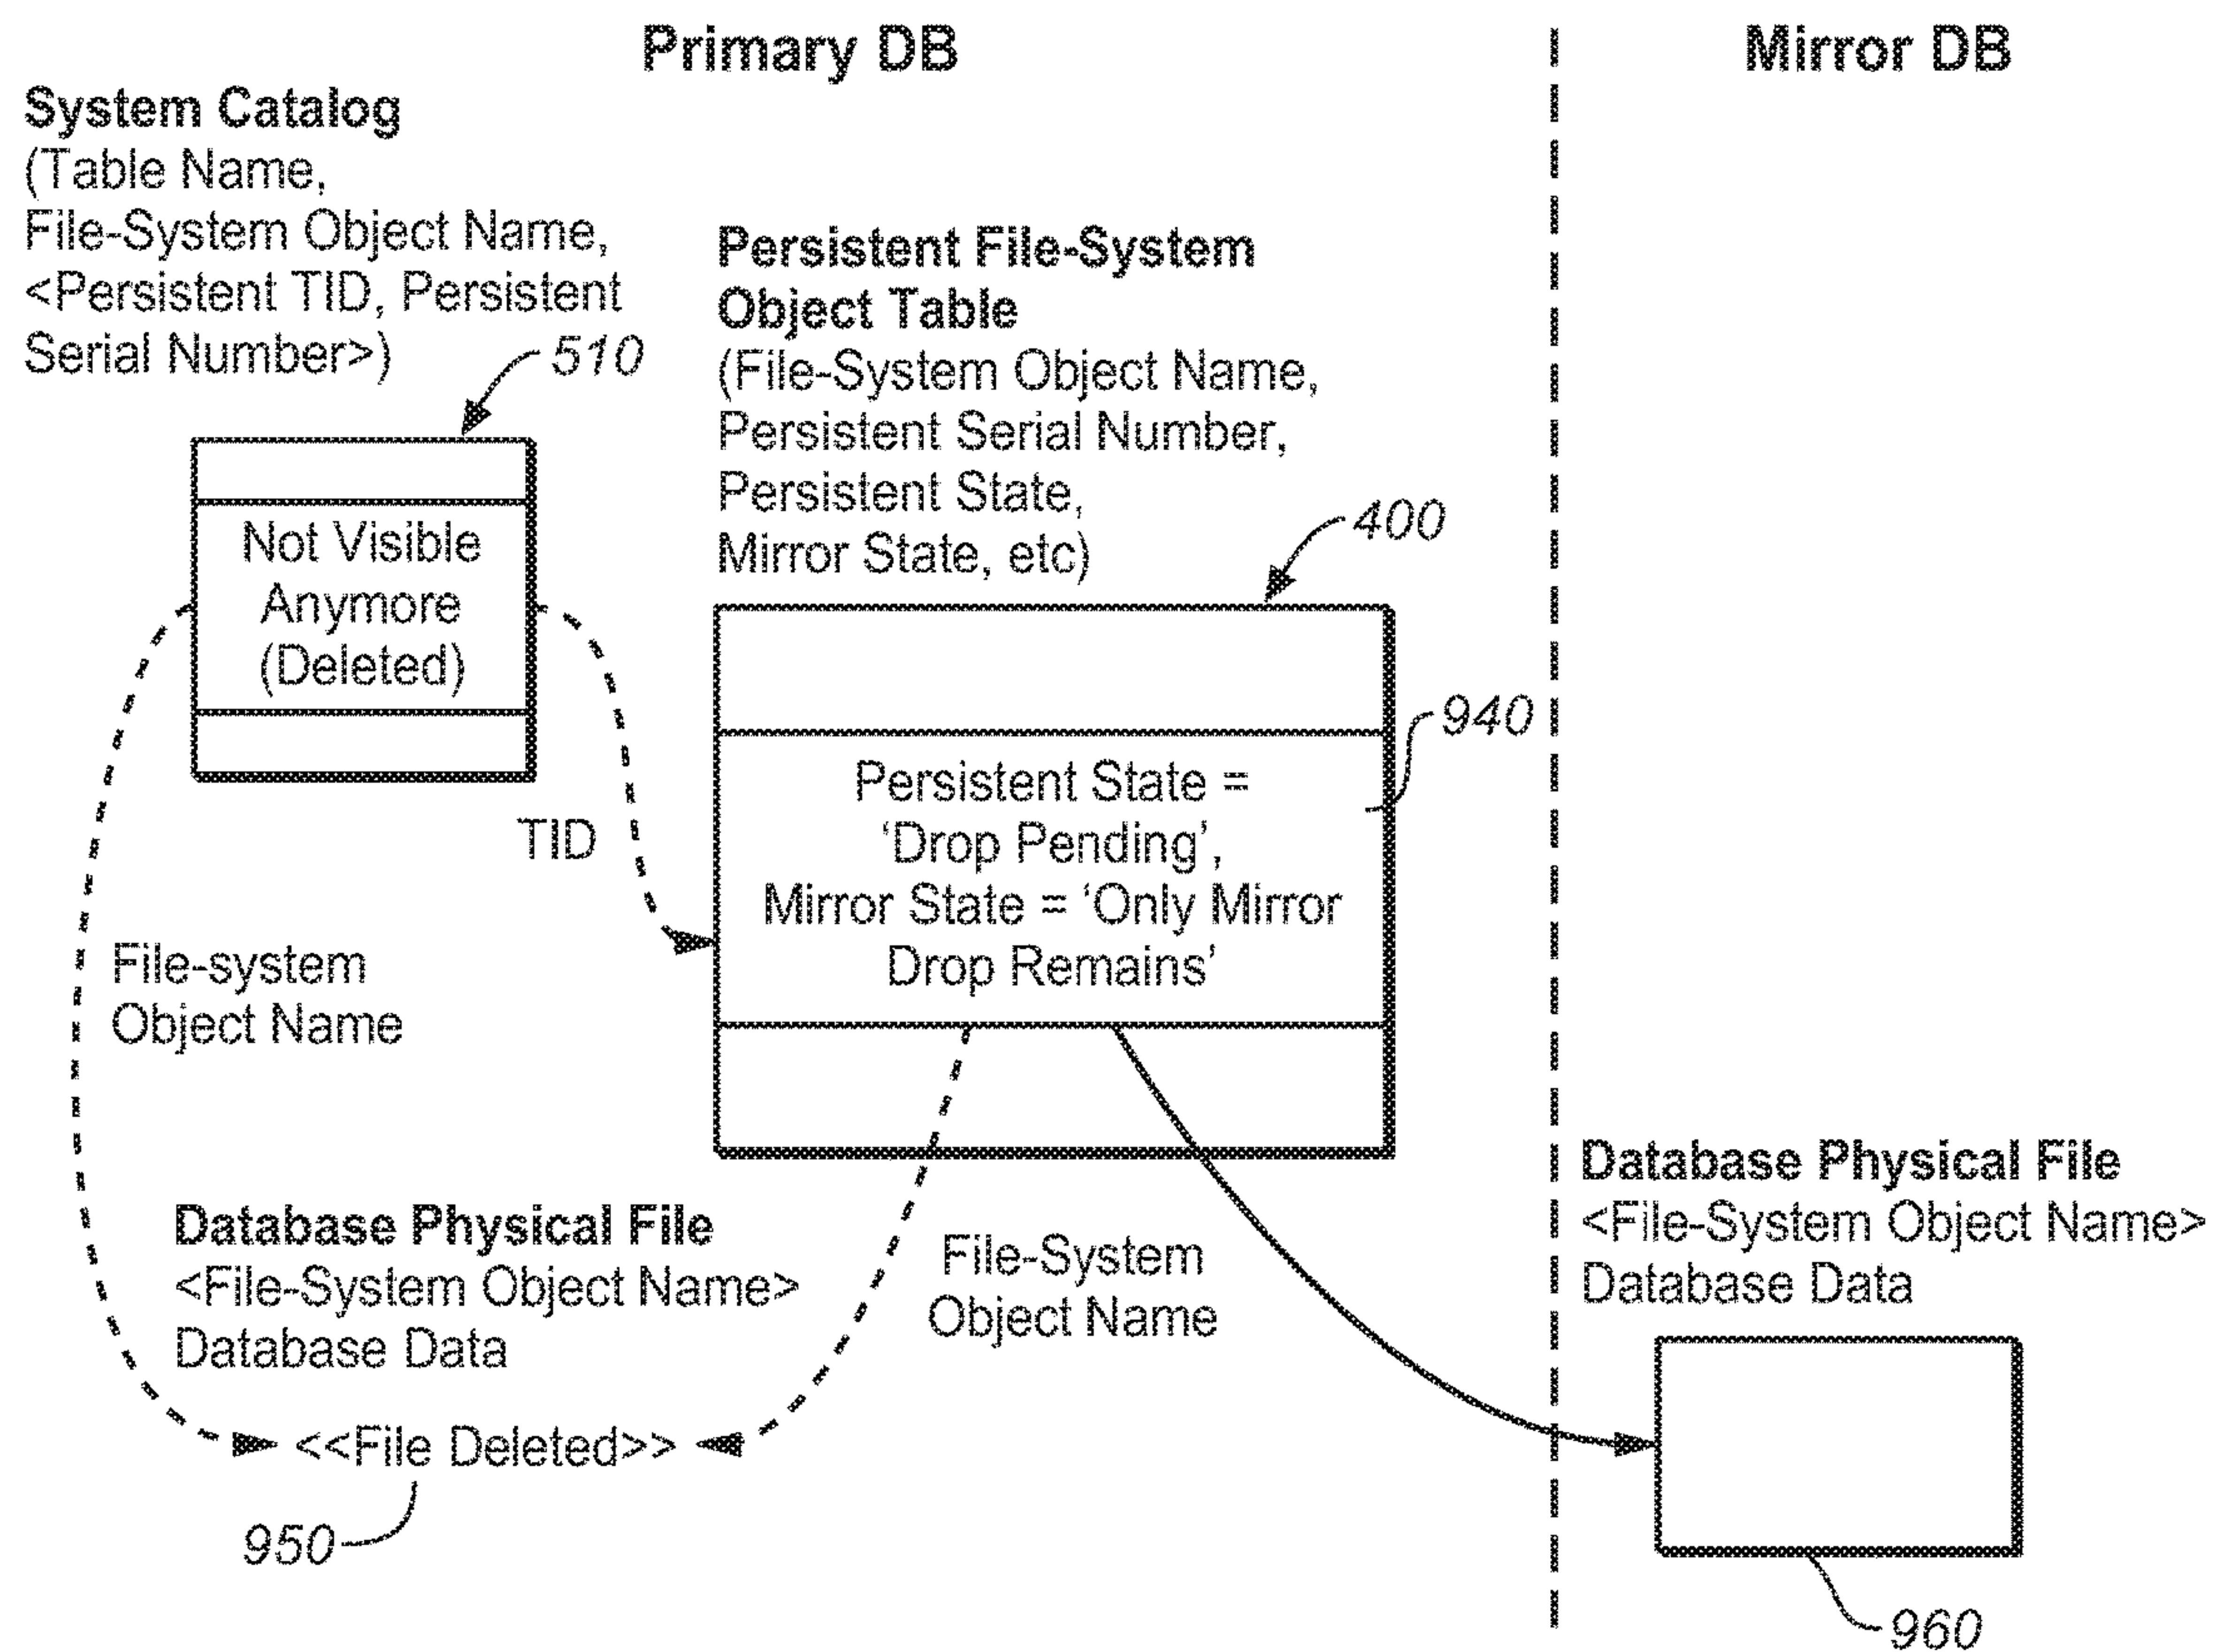 Primary DB
Mirror DB
System Catalog
(Table Name,
File-System Object Name,
<Persistent TID, Persistent
Serial Number>)
510
Not Visible
Anymore
(Deleted)
Persistent File-System
Object Table
(File-System Object Name,
Persistent Serial Number,
Persistent State,
Mirror State, etc)
400
940
Persistent State =
‘Drop Pending’,
Mirror State = ‘Only Mirror
Drop Remains’
TID
File-system
Object Name
Database Physical File
<File-System Object Name>
Database Data
<<File Deleted>>
950
File-System
Object Name
Database Physical File
<File-System Object Name>
Database Data
960